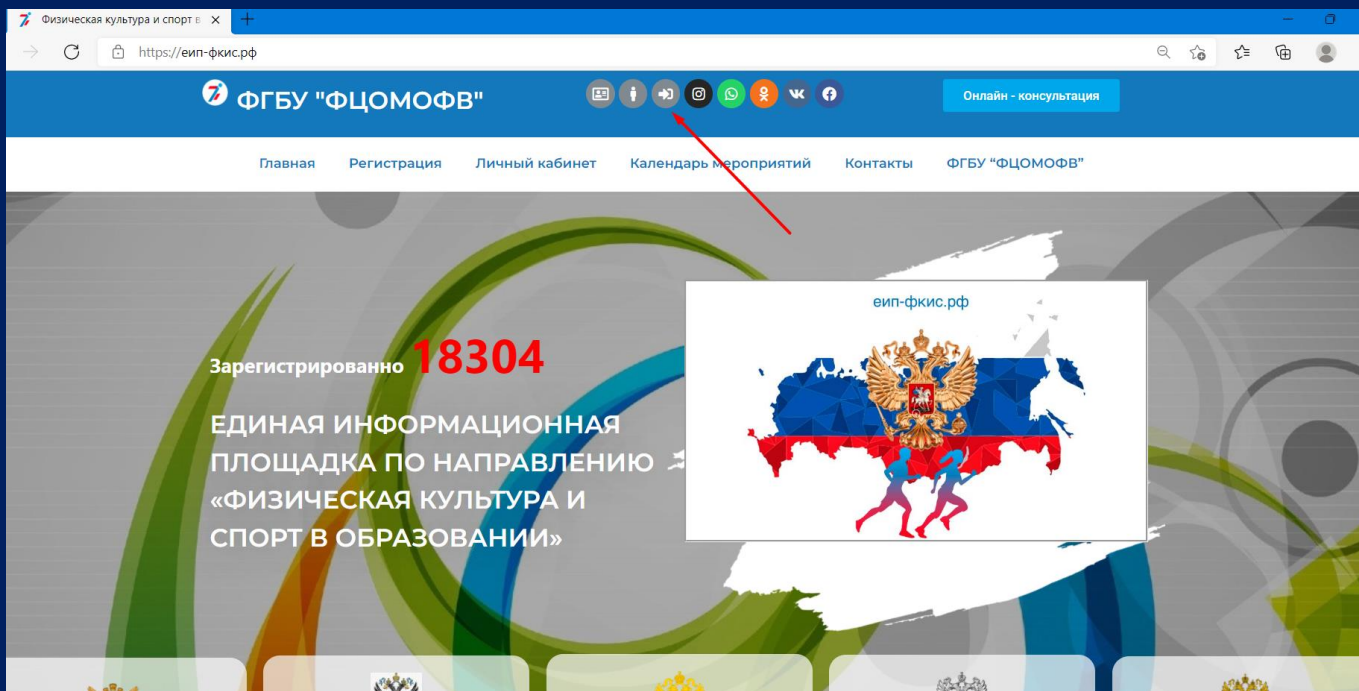 Физическая культура и спорт в
https://еип-фкис.рф
ФГБУ "ФЦОМОФВ"
Онлайн - консультация
Главная Регистрация Личный кабинет Календарь мероприятий Контакты ФГБУ “ФЦОМОФВ”
еип-фкис.рф
Зарегистрированно 18304
ЕДИНАЯ ИНФОРМАЦИОННАЯ
ПЛОЩАДКА ПО НАПРАВЛЕНИЮ
«ФИЗИЧЕСКАЯ КУЛЬТУРА И
СПОРТ В ОБРАЗОВАНИИ»